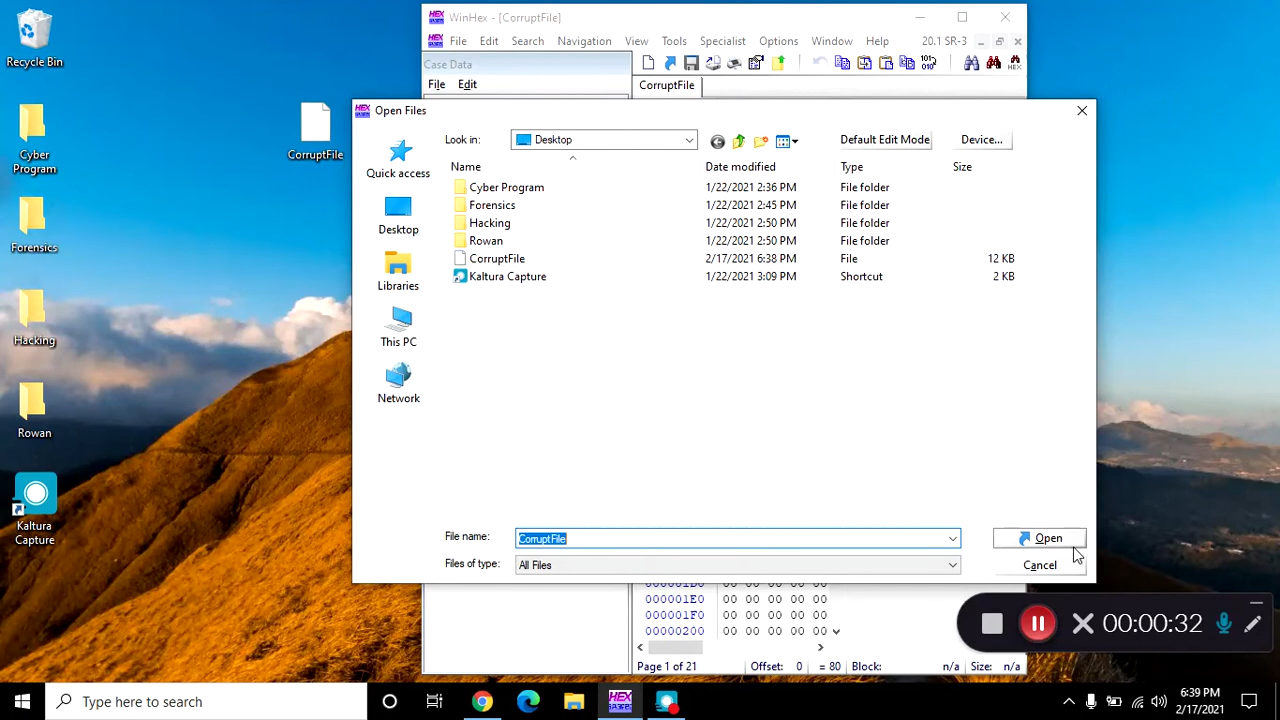 Recycle Bin
Cyber
Program
Forensics
Hacking
Rowan
Kaltura
Capture
CorruptFile
HEX WinHex - [CorruptFile]
HEX File Edit Search Navigation View Tools Specialist Options Window Help 20.1 SR-3
Case Data
File Edit
CorruptFile
HEX Open Files
Look in: Desktop Default Edit Mode Device...
Name Date modified Type Size
Cyber Program 1/22/2021 2:36 PM File folder
Forensics 1/22/2021 2:45 PM File folder
Hacking 1/22/2021 2:50 PM File folder
Rowan 1/22/2021 2:50 PM File folder
CorruptFile 2/17/2021 6:38 PM File 12 KB
Kaltura Capture 1/22/2021 3:09 PM Shortcut 2 KB
Quick access
Desktop
Libraries
This PC
Network
File name: CorruptFile Open
Files of type: All Files Cancel
000001E0 00 00 00 00 00
000001F0 00 00 00 00 00
00000200 00 00 00 00 00
Page 1 of 21 Offset: 0 = 80 Block: n/a Size: n/a
00:00:32
Type here to search
6:39 PM
2/17/2021